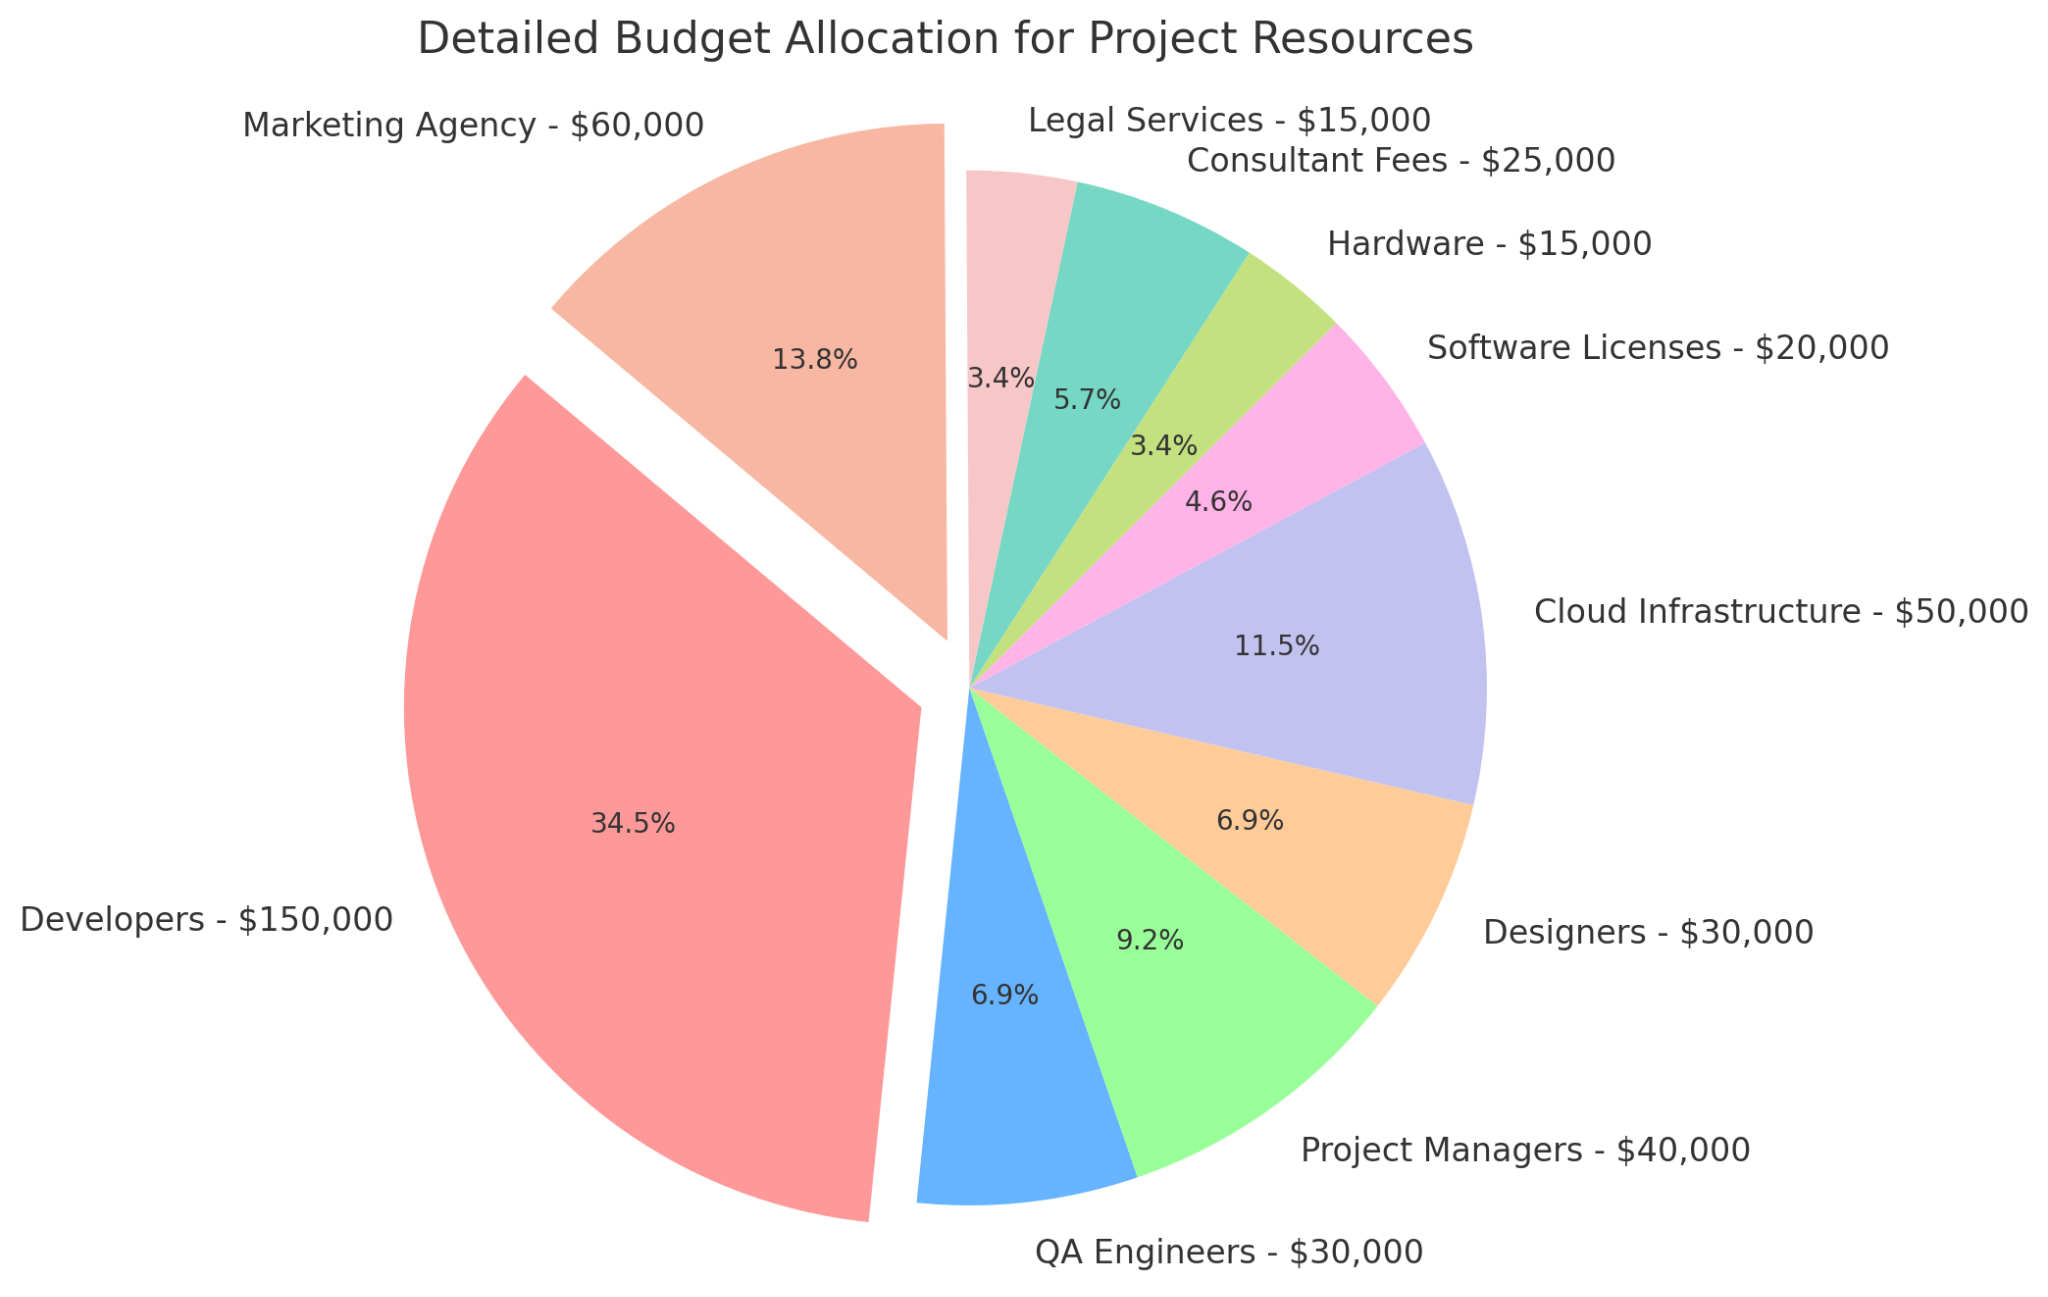 Detailed Budget Allocation for Project Resources
Marketing Agency - $60,000
Legal Services - $15,000
Consultant Fees - $25,000
Hardware - $15,000
Software Licenses - $20,000
13.8%
3.4%
5.7%
3.4%
4.6%
Cloud Infrastructure - $50,000
11.5%
34.5%
6.9%
Developers - $150,000
Designers - $30,000
9.2%
6.9%
Project Managers - $40,000
QA Engineers - $30,000